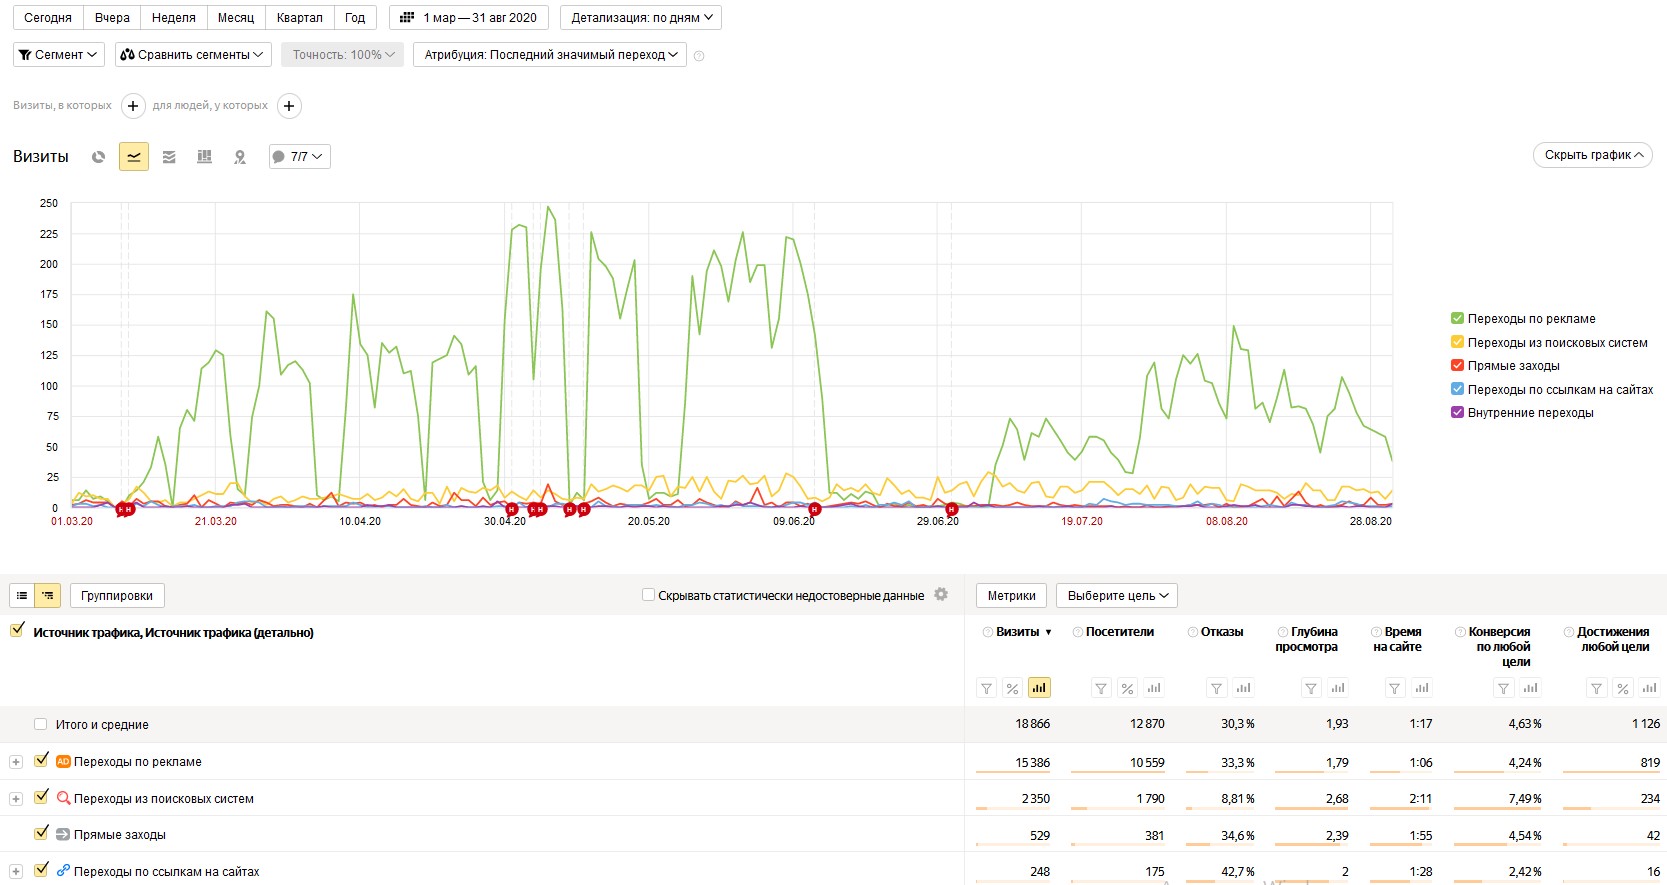 Сегодня Вчера Неделя Месяц Квартал Год 1 мар — 31 авг 2020 Детализация: по дням
Сегмент Сравнить сегменты Точность: 100% Атрибуция: Последний значимый переход
Визиты, в которых + для людей, у которых +
Визиты 7/7 Скрыть график
250
225
200
175
150
125
100
75
50
25
0
01.03.20 21.03.20 10.04.20 30.04.20 20.05.20 09.06.20 29.06.20 19.07.20 08.08.20 28.08.20
Переходы по рекламе
Переходы из поисковых систем
Прямые заходы
Переходы по ссылкам на сайтах
Внутренние переходы
Группировки Скрывать статистически недостоверные данные Метрики Выберите цель
Источник трафика, Источник трафика (детально) Визиты ▼ Посетители Отказы Глубина просмотра Время на сайте Конверсия по любой цели Достижения любой цели
Итого и средние 18 866 12 870 30,3 % 1,93 1:17 4,63 % 1 126
AD Переходы по рекламе 15 386 10 559 33,3 % 1,79 1:06 4,24 % 819
Переходы из поисковых систем 2 350 1 790 8,81 % 2,68 2:11 7,49 % 234
Прямые заходы 529 381 34,6 % 2,39 1:55 4,54 % 42
Переходы по ссылкам на сайтах 248 175 42,7 % 2 1:28 2,42 % 16